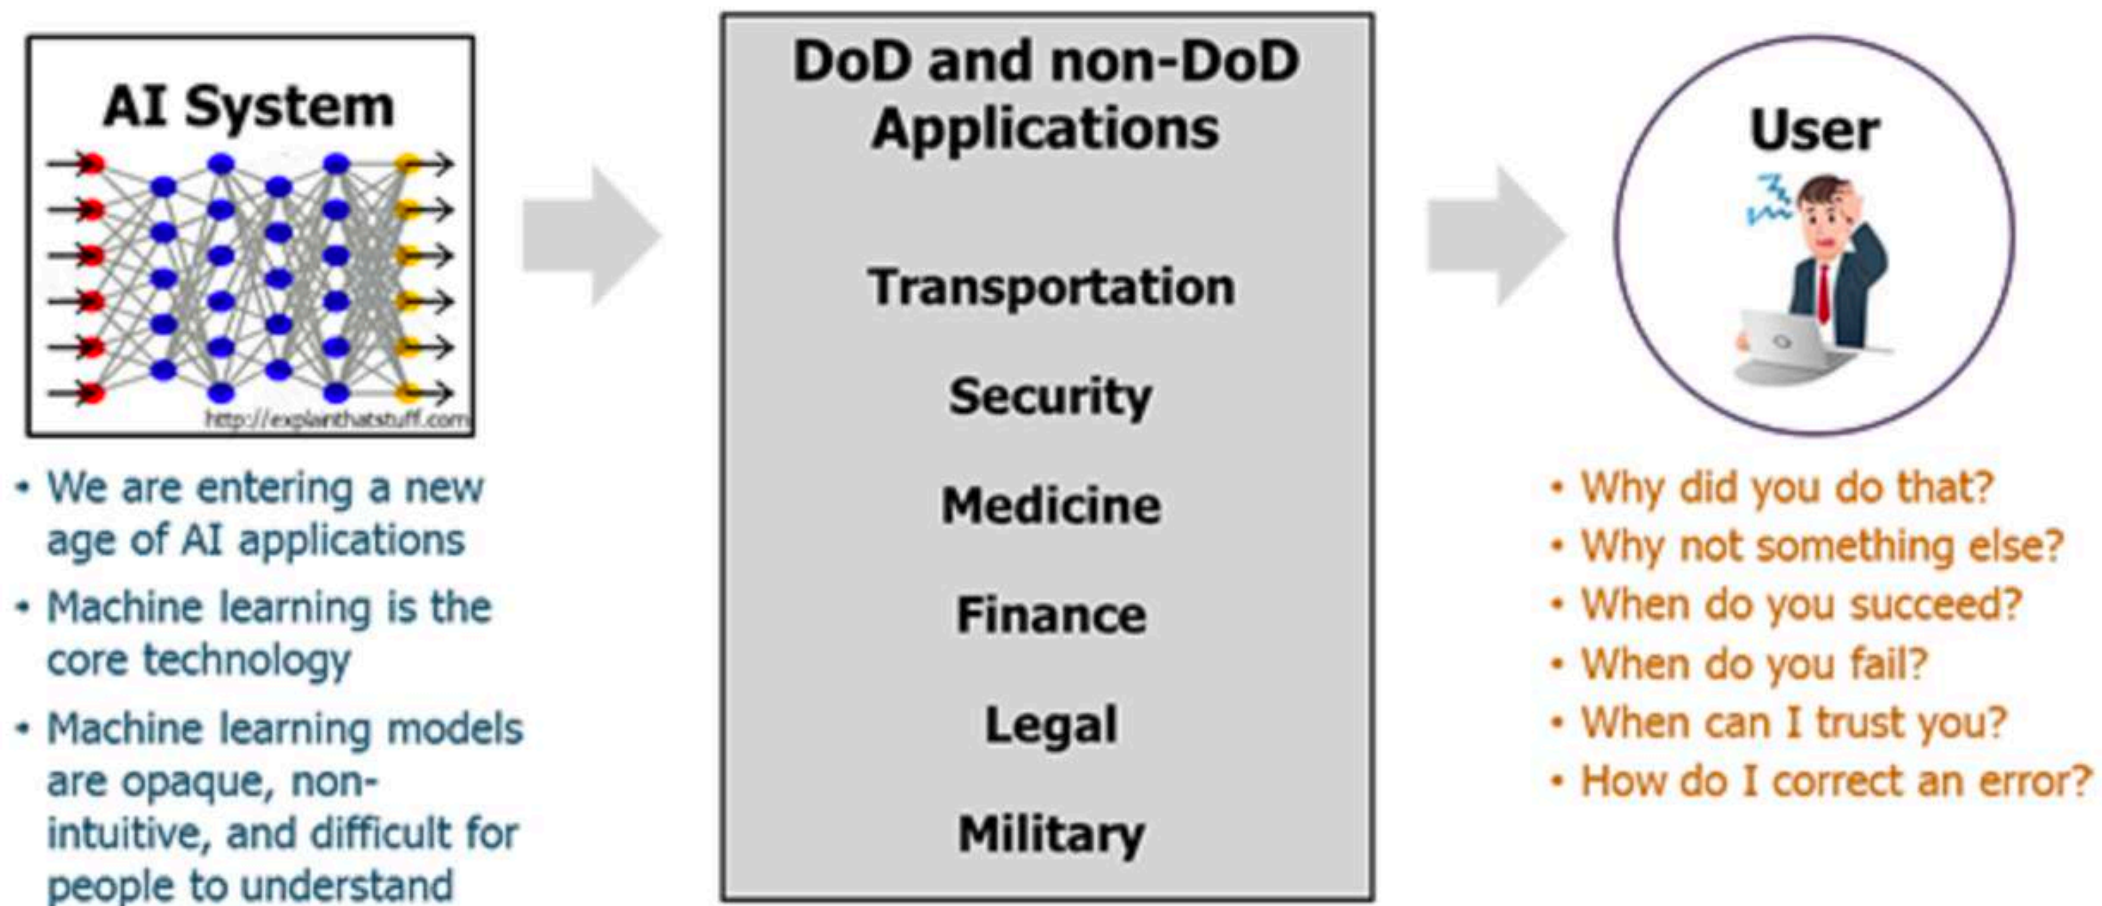 AI System
http://explainthatstuff.com
• We are entering a new
age of AI applications
• Machine learning is the
core technology
• Machine learning models
are opaque, non-
intuitive, and difficult for
people to understand
DoD and non-DoD
Applications
Transportation
Security
Medicine
Finance
Legal
Military
User
• Why did you do that?
• Why not something else?
• When do you succeed?
• When do you fail?
• When can I trust you?
• How do I correct an error?